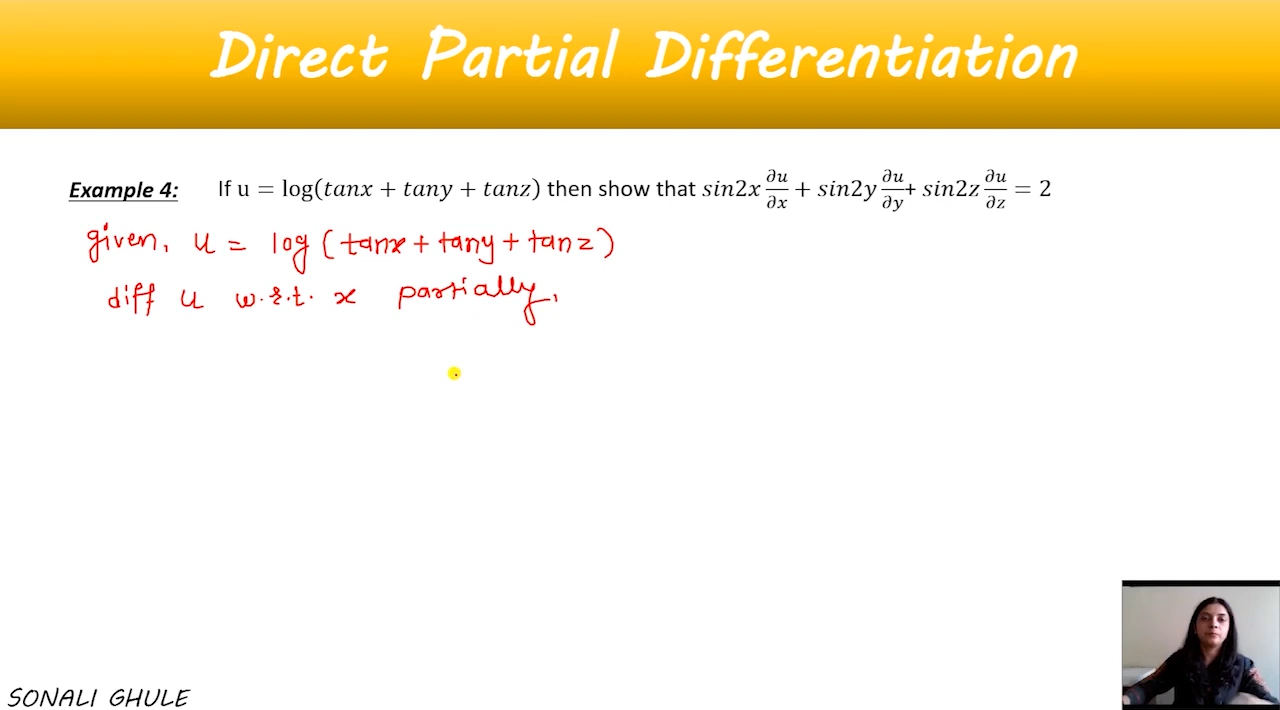 Direct Partial Differentiation
Example 4: If u = log(tanx + tany + tanz) then show that sin2x ∂u/∂x + sin2y ∂u/∂y + sin2z ∂u/∂z = 2
given, u = log (tanx + tany + tanz)
diff u w.r.t. x partially,
SONALI GHULE